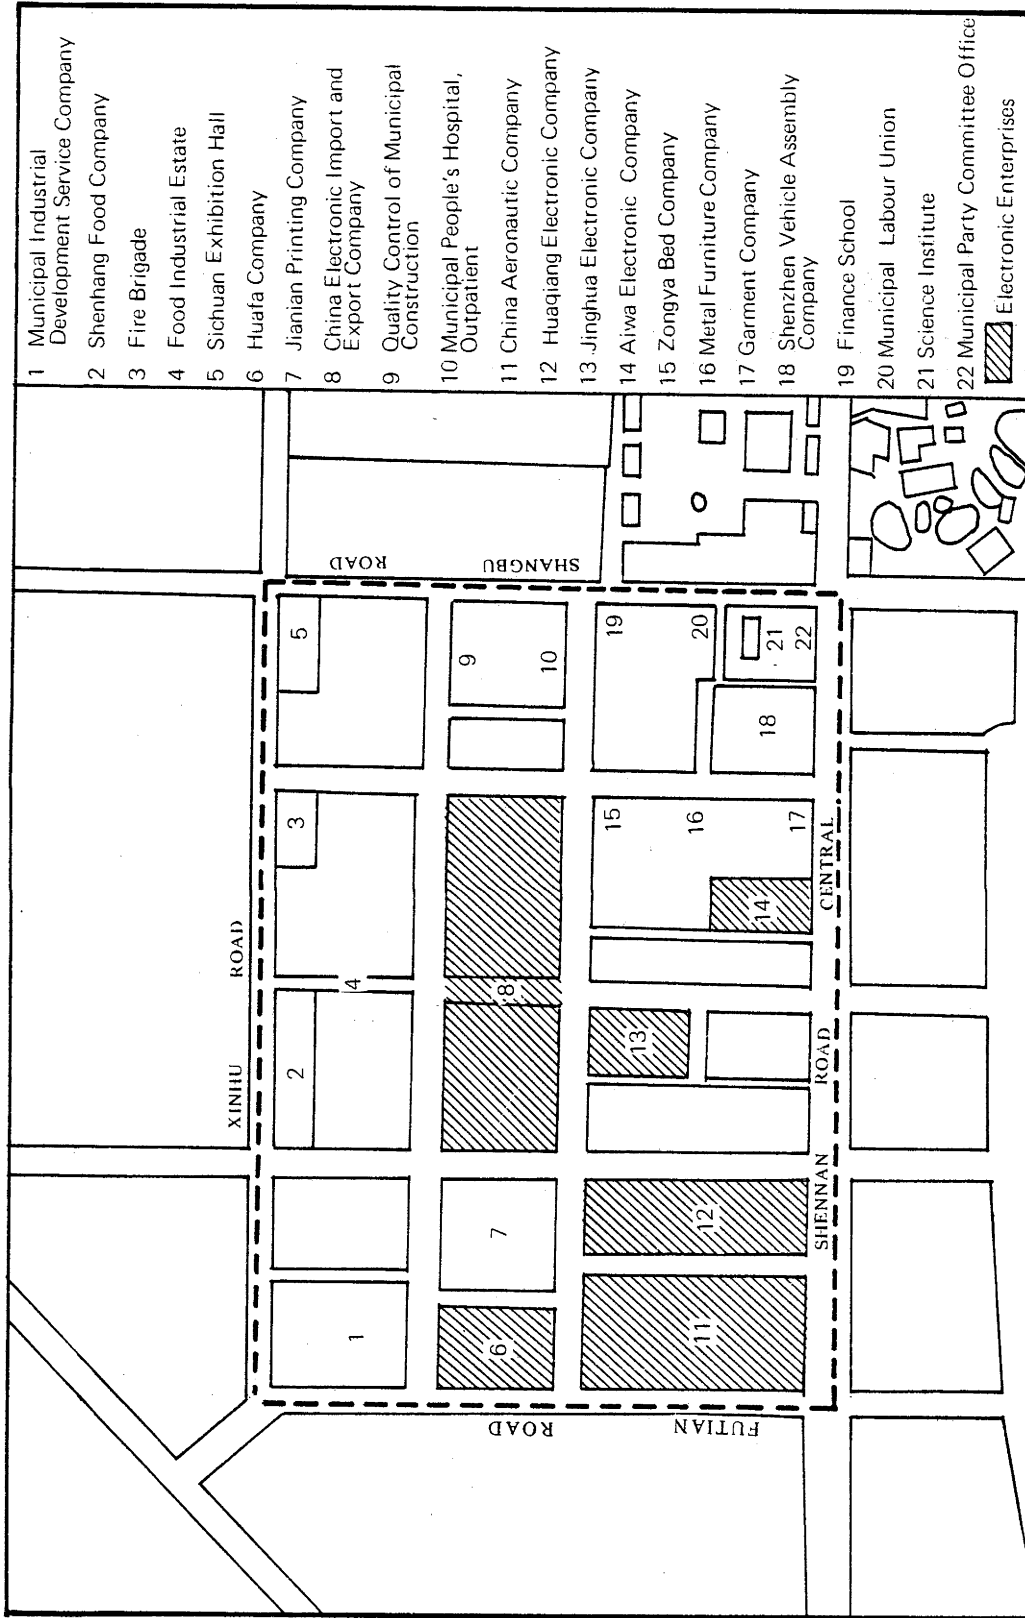 1 Municipal Industrial
Development Service Company
2 Shenhang Food Company
3 Fire Brigade
4 Food Industrial Estate
5 Sichuan Exhibition Hall
6 Huafa Company
7 Jianian Printing Company
8 China Electronic Import and
Export Company
9 Quality Control of Municipal
Construction
10 Municipal People's Hospital,
Outpatient
11 China Aeronautic Company
12 Huaqiang Electronic Company
13 Jinghua Electronic Company
14 Aiwa Electronic Company
15 Zongya Bed Company
16 Metal Furniture Company
17 Garment Company
18 Shenzhen Vehicle Assembly
Company
19 Finance School
20 Municipal Labour Union
21 Science Institute
22 Municipal Party Committee Office
Electronic Enterprises
XINHU ROAD
SHANGBU ROAD
FUTIAN ROAD
SHENNAN ROAD CENTRAL
1
2
3
4
5
6
7
8
9
10
11
12
13
14
15
16
17
18
19
20
21
22